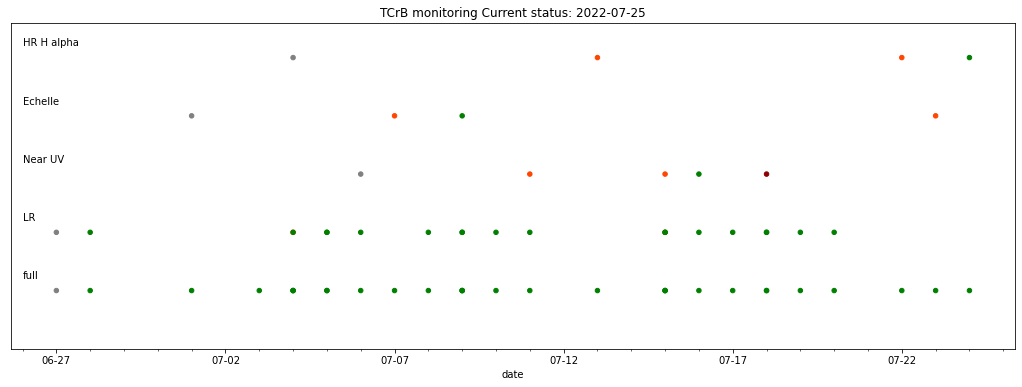 TCrB monitoring Current status: 2022-07-25
HR H alpha
Echelle
Near UV
LR
full
06-27 07-02 07-07 07-12 07-17 07-22
date